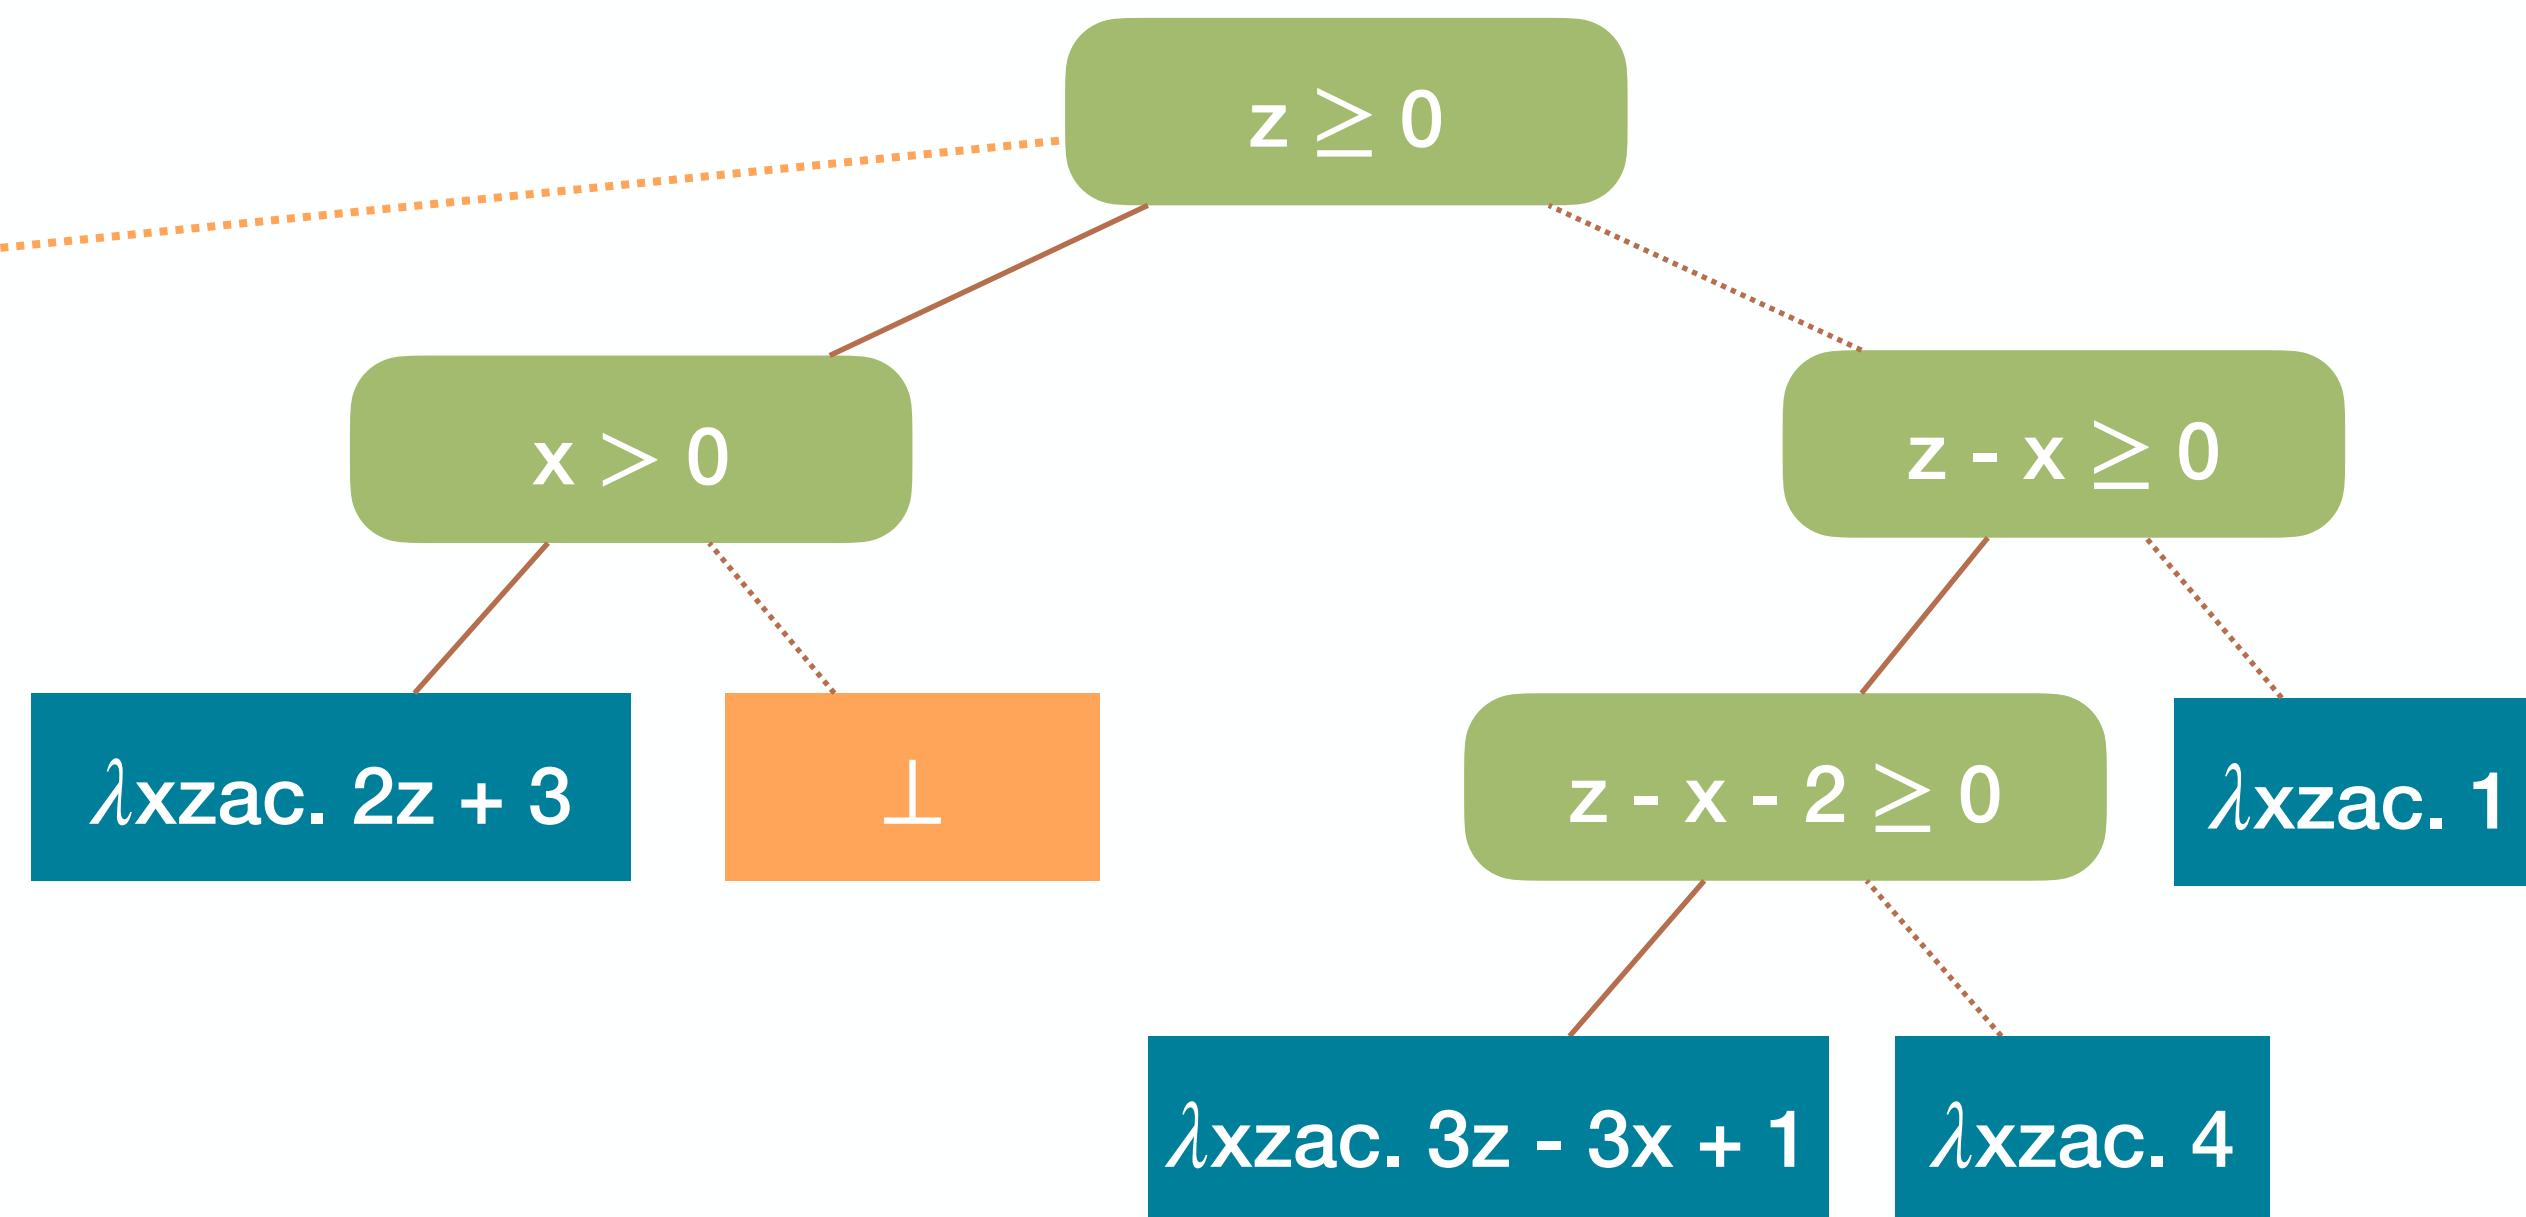 z ≥ 0
x > 0
z - x ≥ 0
λxzac. 2z + 3
⊥
z - x - 2 ≥ 0
λxzac. 1
λxzac. 3z - 3x + 1
λxzac. 4